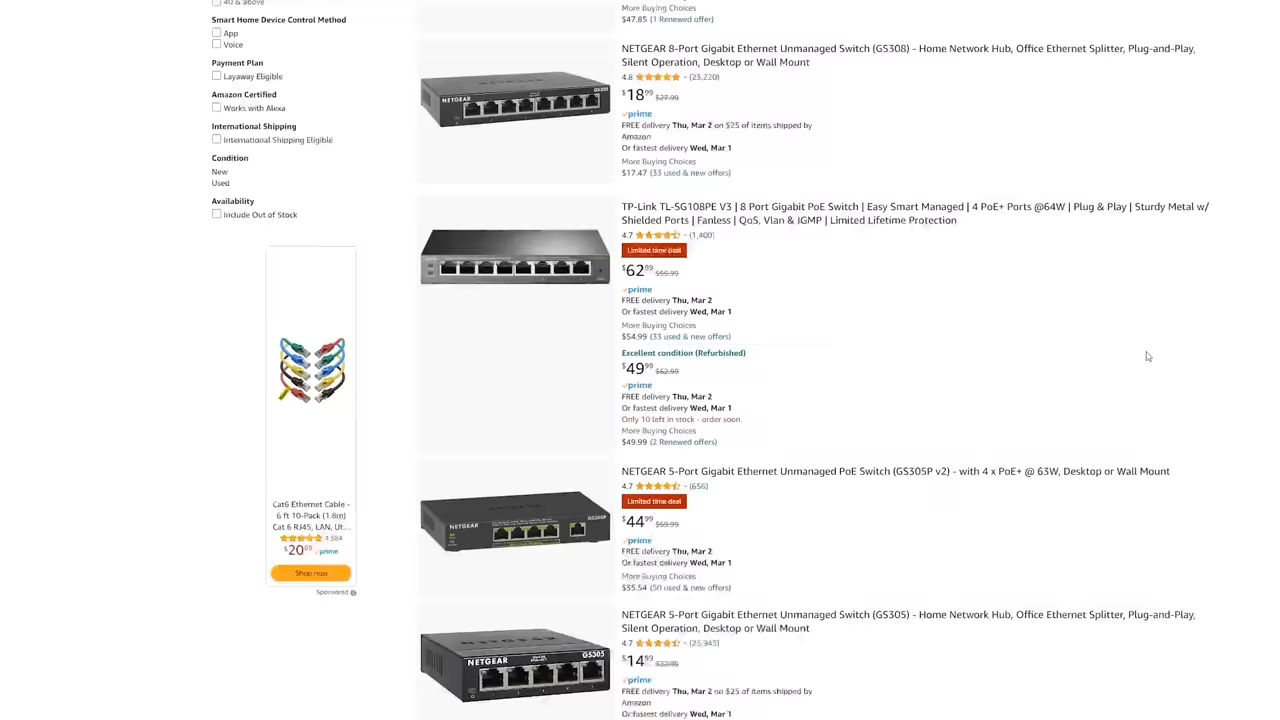 40 & above
Smart Home Device Control Method
App
Voice
Payment Plan
Layaway Eligible
Amazon Certified
Works with Alexa
International Shipping
International Shipping Eligible
Condition
New
Used
Availability
Include Out of Stock
Cat6 Ethernet Cable -
6 ft 10-Pack (1.8m)
Cat 6 RJ45, LAN, Ut...
4,584
$20 69 prime
Shop now
Sponsored
More Buying Choices
$47.85 (1 Renewed offer)
NETGEAR GS308
NETGEAR 8-Port Gigabit Ethernet Unmanaged Switch (GS308) - Home Network Hub, Office Ethernet Splitter, Plug-and-Play,
Silent Operation, Desktop or Wall Mount
4.8 (23,220)
$18 99 $27.99
prime
FREE delivery Thu, Mar 2 on $25 of items shipped by
Amazon
Or fastest delivery Wed, Mar 1
More Buying Choices
$17.47 (33 used & new offers)
TP-Link TL-SG108PE V3 | 8 Port Gigabit PoE Switch | Easy Smart Managed | 4 PoE+ Ports @64W | Plug & Play | Sturdy Metal w/
Shielded Ports | Fanless | QoS, Vlan & IGMP | Limited Lifetime Protection
4.7 (1,400)
Limited time deal
$62 99
prime
FREE delivery Thu, Mar 2
Or fastest delivery Wed, Mar 1
More Buying Choices
$54.99 (33 used & new offers)
Excellent condition (Refurbished)
$49 99 $62.99
prime
FREE delivery Thu, Mar 2
Or fastest delivery Wed, Mar 1
Only 10 left in stock - order soon.
More Buying Choices
$49.99 (2 Renewed offers)
NETGEAR GS305P
NETGEAR 5-Port Gigabit Ethernet Unmanaged PoE Switch (GS305P v2) - with 4 x PoE+ @ 63W, Desktop or Wall Mount
4.7 (656)
Limited time deal
$44 99 $69.99
prime
FREE delivery Thu, Mar 2
Or fastest delivery Wed, Mar 1
More Buying Choices
$35.54 (50 used & new offers)
NETGEAR GS305
NETGEAR 5-Port Gigabit Ethernet Unmanaged Switch (GS305) - Home Network Hub, Office Ethernet Splitter, Plug-and-Play,
Silent Operation, Desktop or Wall Mount
4.7 (25,945)
$14 99
prime
FREE delivery Thu, Mar 2 on $25 of items shipped by
Amazon
Or fastest delivery Wed, Mar 1